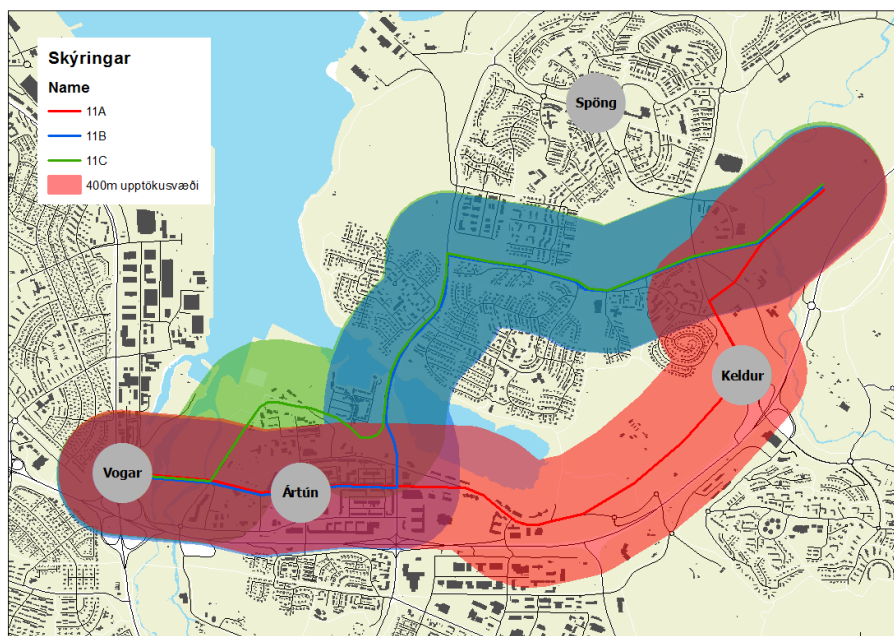 Skýringar
Name
11A
11B
11C
400m upptökusvæði
Spöng
Keldur
Vogar
Ártún